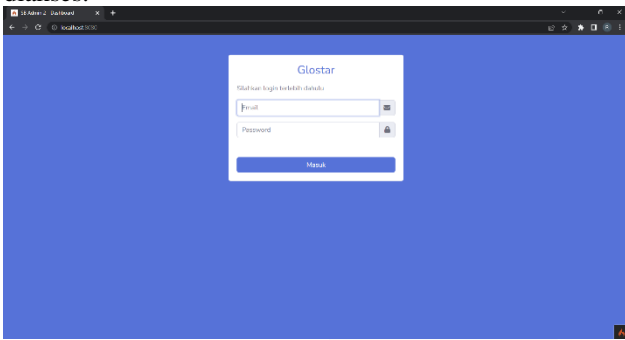 SB Admin 2 - Dashboard
localhost:8080
Glostar
Silahkan login terlebih dahulu
Email
Password
Masuk